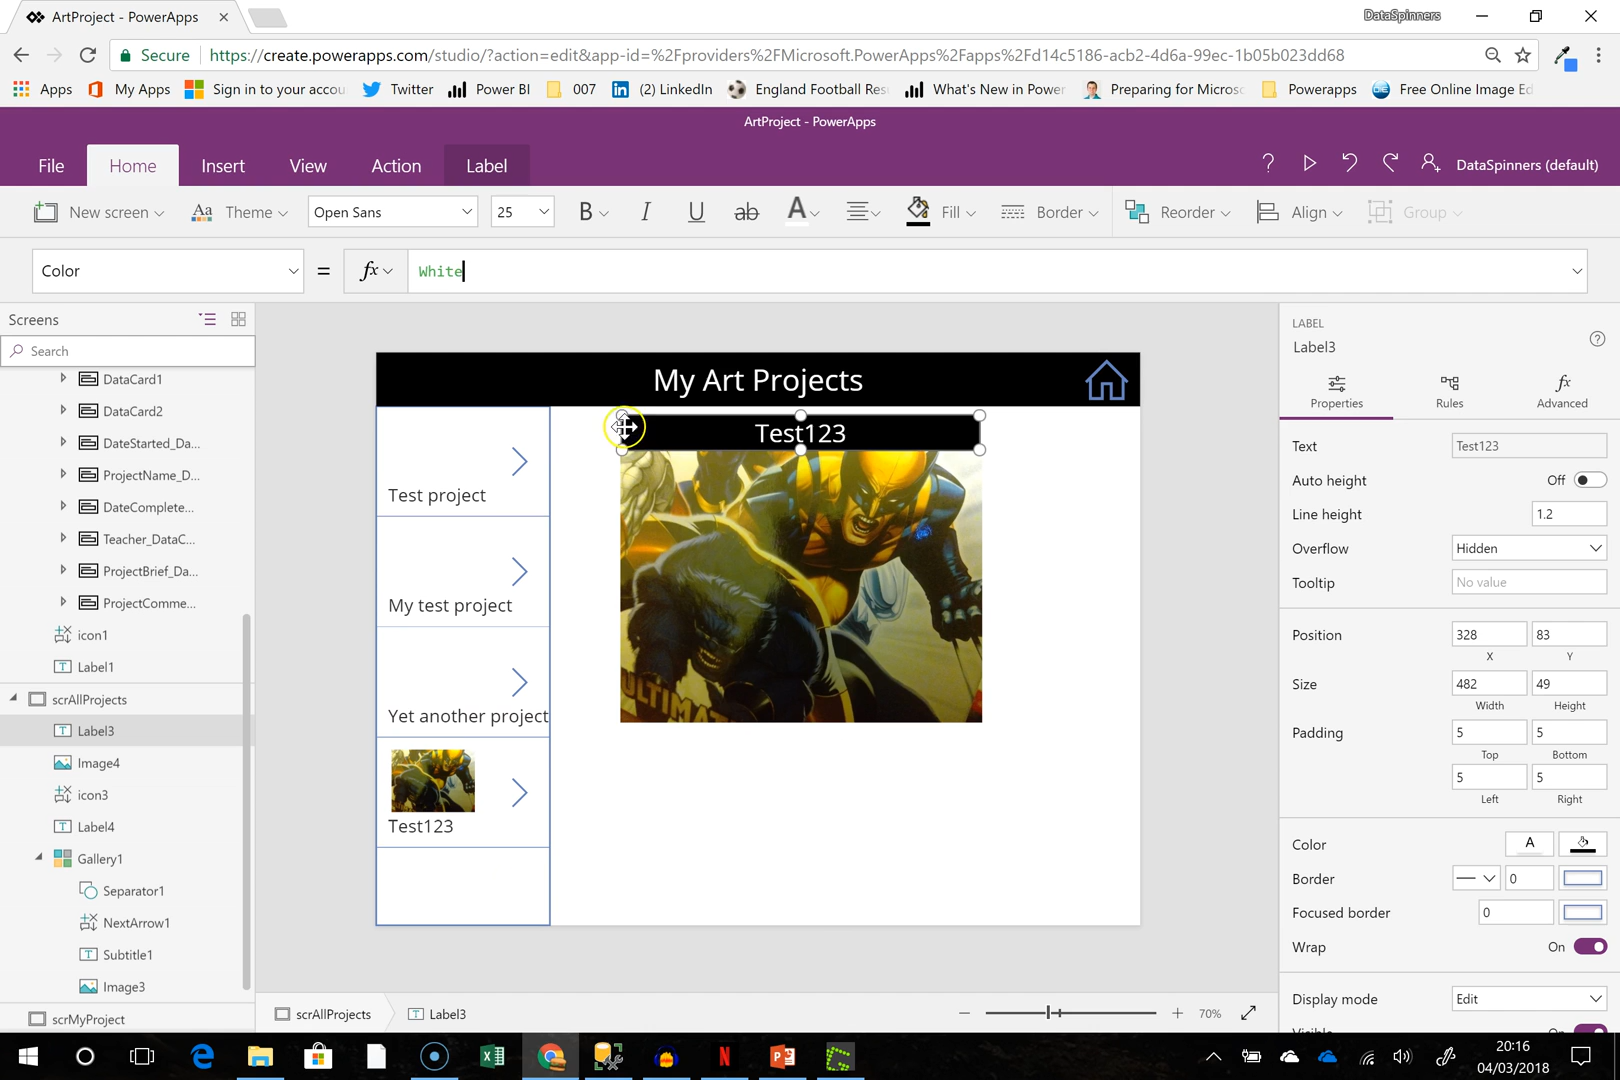 ArtProject - PowerApps
DataSpinners
Secure
https://create.powerapps.com/studio/?action=edit&app-id=%2Fproviders%2FMicrosoft.PowerApps%2Fapps%2Fd14c5186-acb2-4d6a-99ec-1b05b023dd68
Apps
My Apps
Sign in to your accou
Twitter
Power BI
007
(2) LinkedIn
England Football Res
What's New in Power
Preparing for Microsc
Powerapps
Free Online Image Ed
ArtProject - PowerApps
File
Home
Insert
View
Action
Label
?
DataSpinners (default)
New screen
Aa
Theme
Open Sans
25
B
I
U
abc
A
Fill
Border
Reorder
Align
Group
Color
=
fx
White
Screens
Search
DataCard1
DataCard2
DateStarted_Da...
ProjectName_D...
DateComplete...
Teacher_DataC...
ProjectBrief_Da...
ProjectComme...
icon1
Label1
scrAllProjects
Label3
Image4
icon3
Label4
Gallery1
Separator1
NextArrow1
Subtitle1
Image3
scrMyProject
My Art Projects
Test123
Test project
My test project
Yet another project
Test123
scrAllProjects
Label3
70%
LABEL
Label3
Properties
Rules
fx
Advanced
Text
Test123
Auto height
Off
Line height
1.2
Overflow
Hidden
Tooltip
No value
Position
328
83
X
Y
Size
482
49
Width
Height
Padding
5
5
Top
Bottom
5
5
Left
Right
Color
A
Border
0
Focused border
0
Wrap
On
Display mode
Edit
20:16
04/03/2018